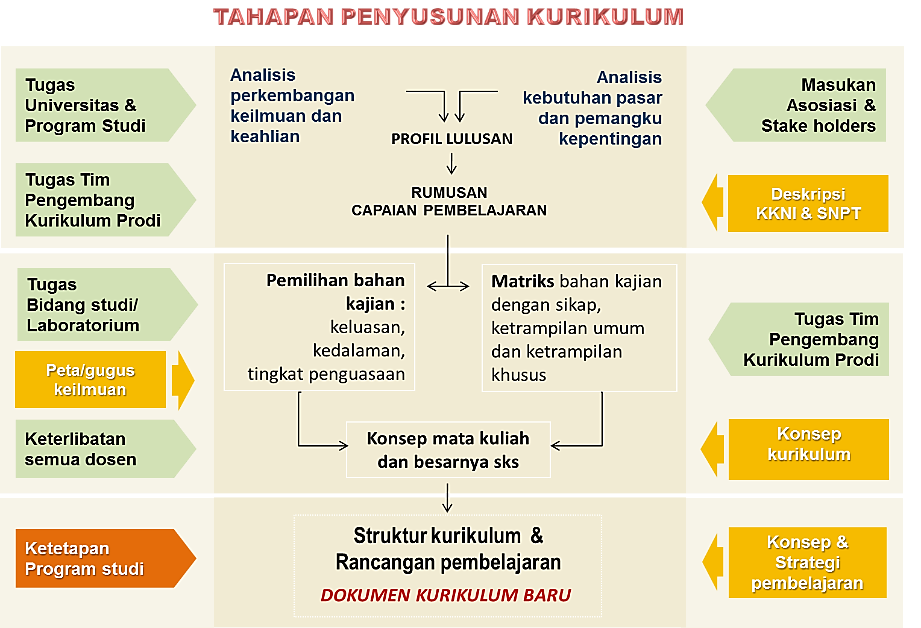 TAHAPAN PENYUSUNAN KURIKULUM
Tugas
Universitas &
Program Studi
Analisis
perkembangan
keilmuan dan
keahlian
Analisis
kebutuhan pasar
dan pemangku
kepentingan
Masukan
Asosiasi &
Stake holders
PROFIL LULUSAN
Tugas Tim
Pengembang
Kurikulum Prodi
RUMUSAN
CAPAIAN PEMBELAJARAN
Deskripsi
KKNI & SNPT
Tugas
Bidang studi/
Laboratorium
Pemilihan bahan
kajian :
keluasan,
kedalaman,
tingkat penguasaan
Matriks bahan kajian
dengan sikap,
ketrampilan umum
dan ketrampilan
khusus
Tugas Tim
Pengembang
Kurikulum Prodi
Peta/gugus
keilmuan
Keterlibatan
semua dosen
Konsep mata kuliah
dan besarnya sks
Konsep
kurikulum
Ketetapan
Program studi
Struktur kurikulum &
Rancangan pembelajaran
DOKUMEN KURIKULUM BARU
Konsep &
Strategi
pembelajaran